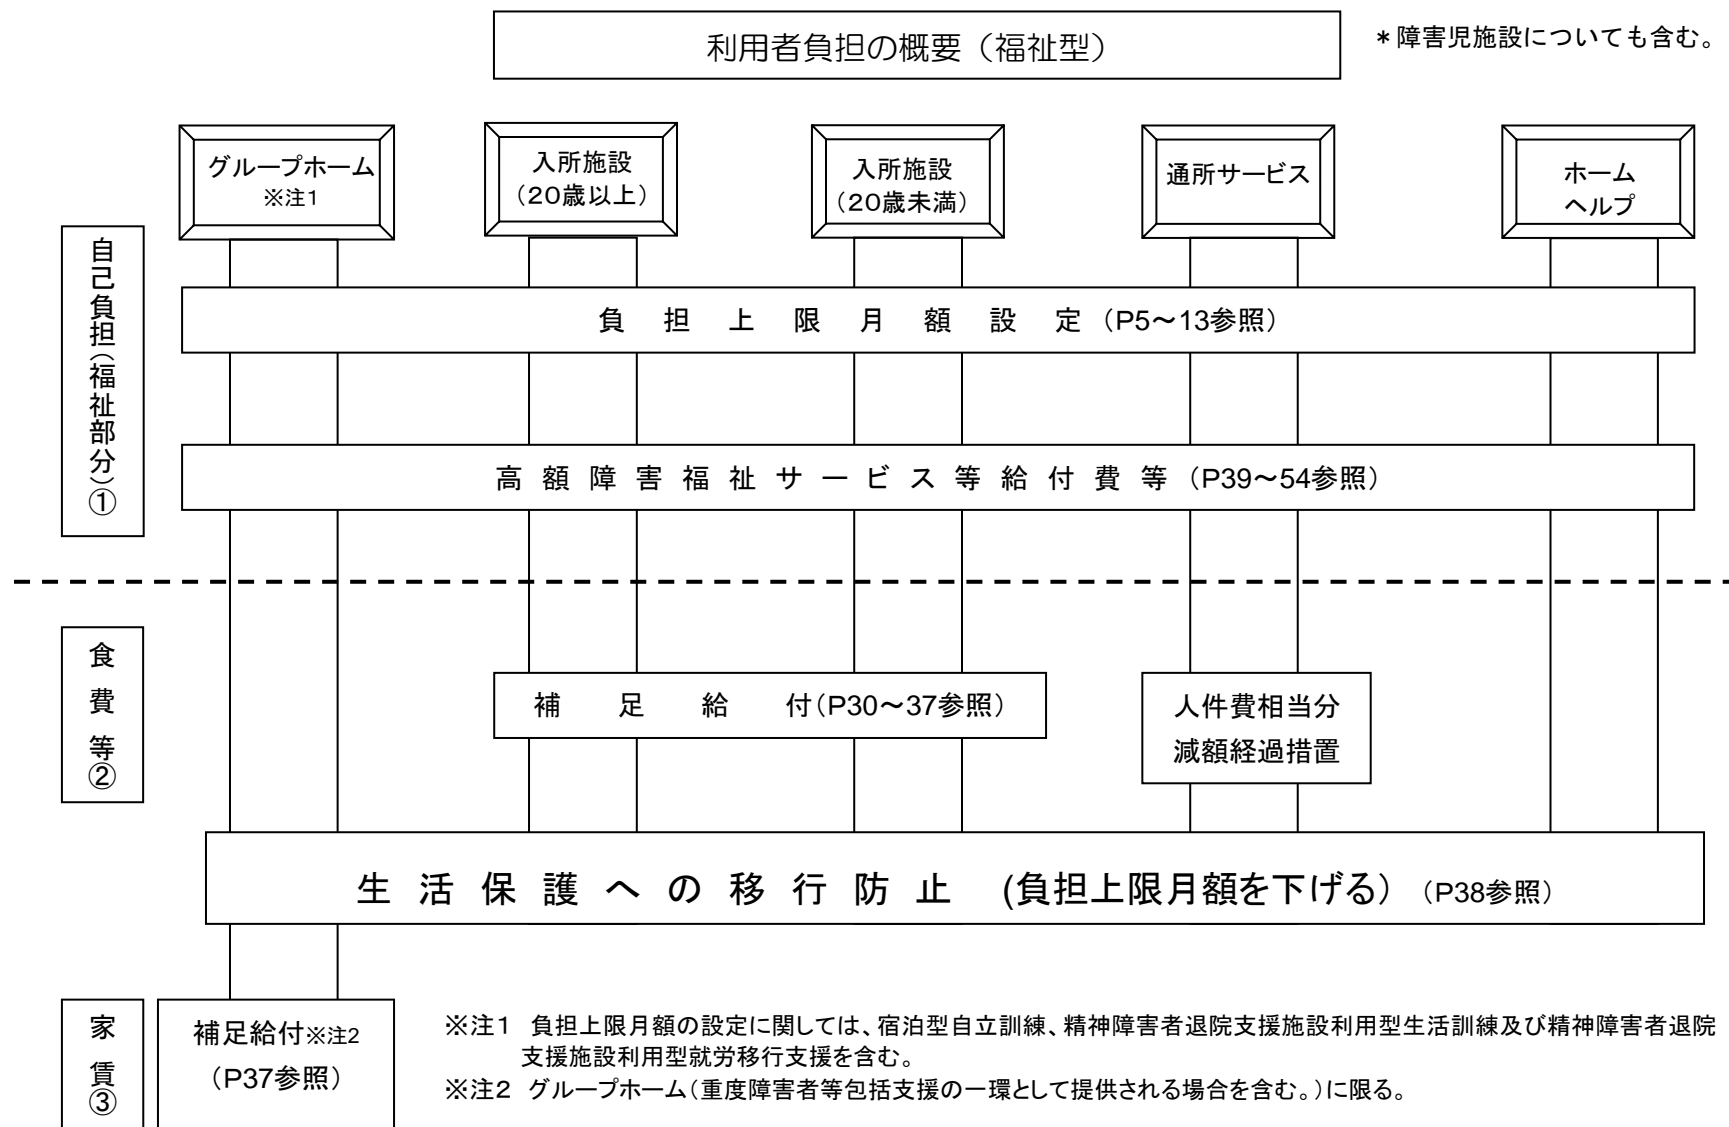 利用者負担の概要（福祉型）
＊障害児施設についても含む。
グループホーム
※注1
入所施設
（20歳以上）
入所施設
（20歳未満）
通所サービス
ホーム
ヘルプ
自己負担（福祉部分）①
負担上限月額設定（P5～13参照）
高額障害福祉サービス等給付費等（P39～54参照）
食費等②
補足給付（P30～37参照）
人件費相当分
減額経過措置
生活保護への移行防止 (負担上限月額を下げる）（P38参照）
家賃③
補足給付※注2
（P37参照）
※注1 負担上限月額の設定に関しては、宿泊型自立訓練、精神障害者退院支援施設利用型生活訓練及び精神障害者退院
支援施設利用型就労移行支援を含む。
※注2 グループホーム（重度障害者等包括支援の一環として提供される場合を含む。）に限る。